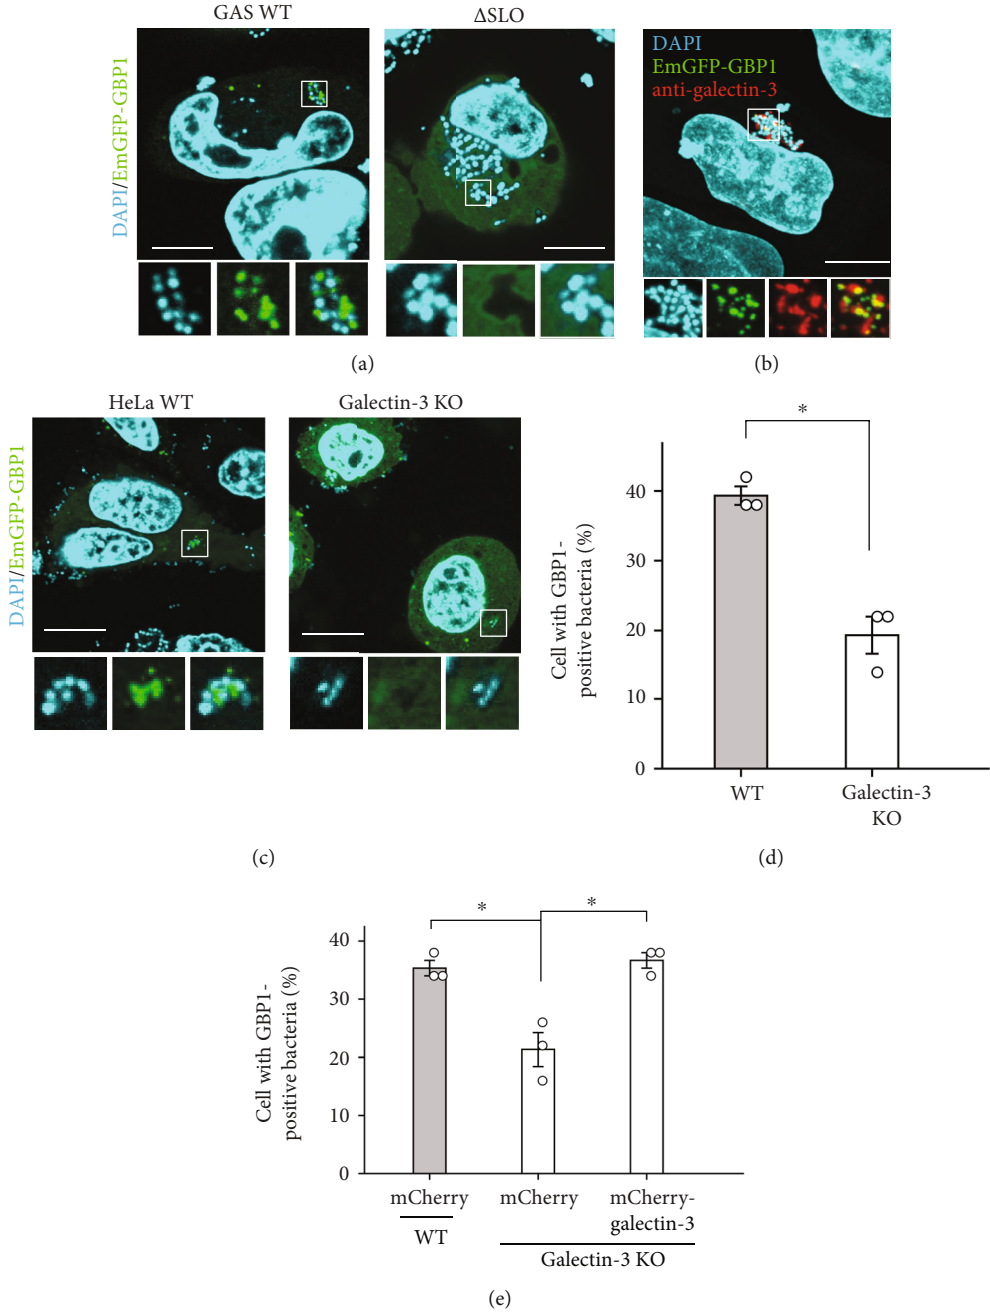 GAS WT
ΔSLO
DAPI/EmGFP-GBP1
DAPI
EmGFP-GBP1
anti-galectin-3
(a)
(b)
HeLa WT
Galectin-3 KO
DAPI/EmGFP-GBP1
(c)
*
Cell with GBP1-
positive bacteria (%)
40
30
20
10
0
WT
Galectin-3
KO
(d)
*
*
Cell with GBP1-
positive bacteria (%)
40
30
20
10
0
mCherry
mCherry
mCherry-
galectin-3
WT
Galectin-3 KO
(e)